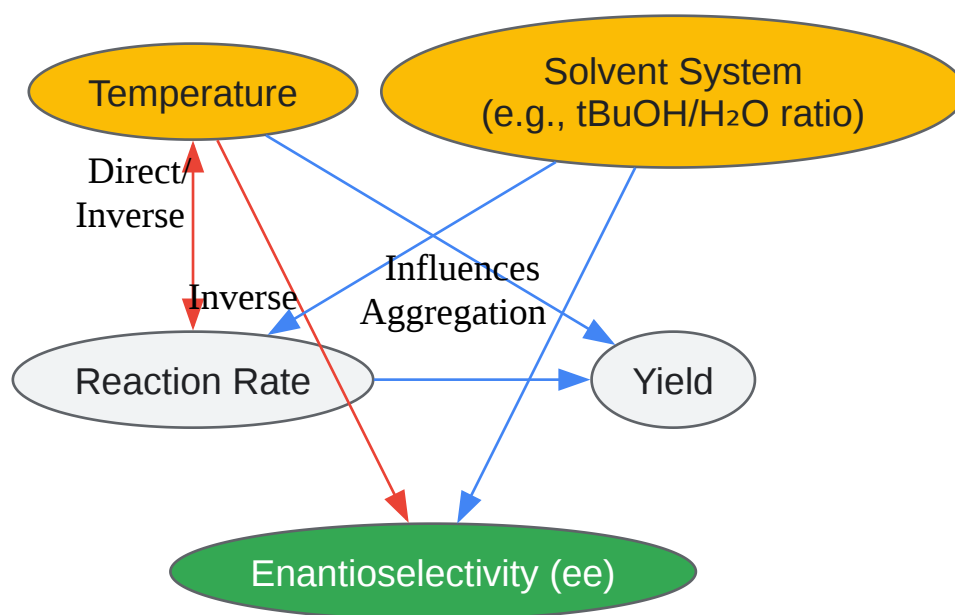 Temperature
Solvent System
(e.g., tBuOH/H₂O ratio)
Direct/
Inverse
Inverse
Influences
Aggregation
Reaction Rate
Yield
Enantioselectivity (ee)